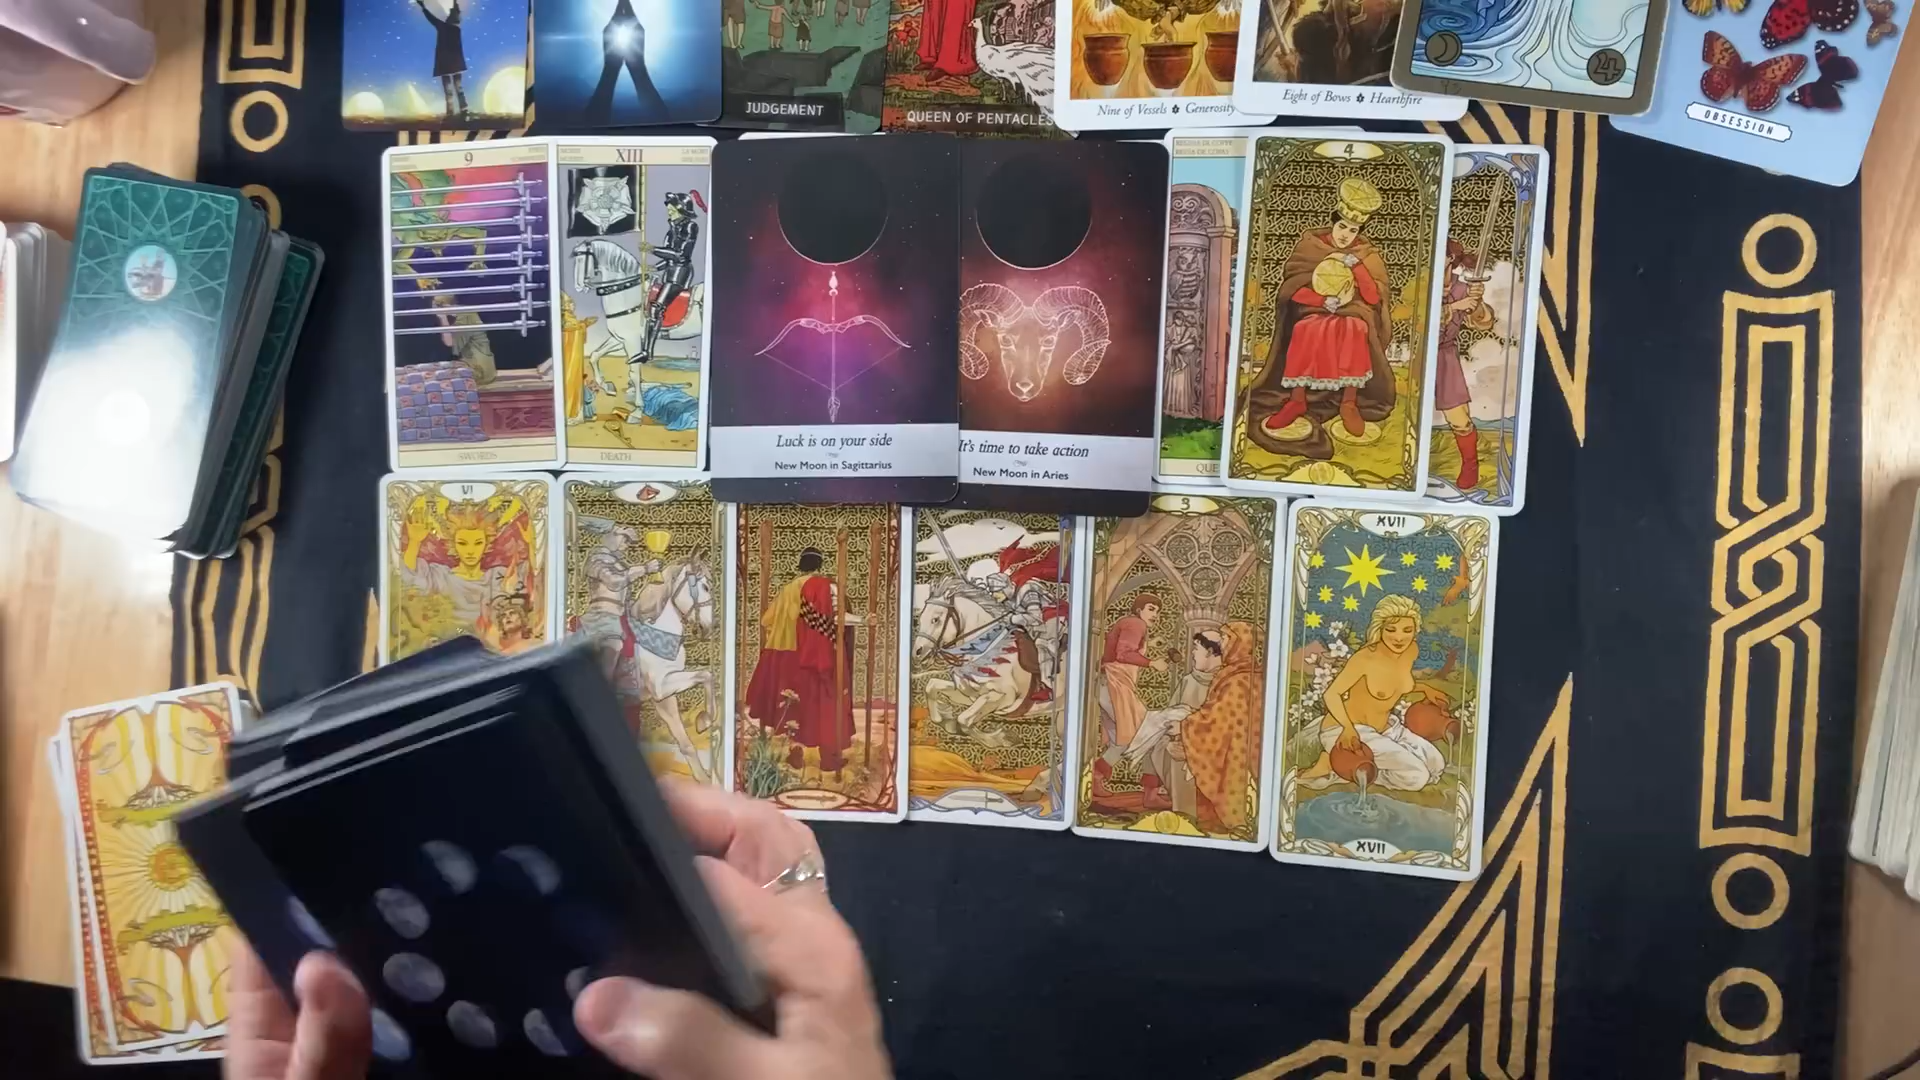 JUDGEMENT
QUEEN OF PENTACLES
Nine of Vessels Generosity
Eight of Bows Hearthfire
OBSESSION
9
XIII
4
SWORDS
DEATH
Luck is on your side
New Moon in Sagittarius
It's time to take action
New Moon in Aries
QUE
VI
3
XVII
XVII